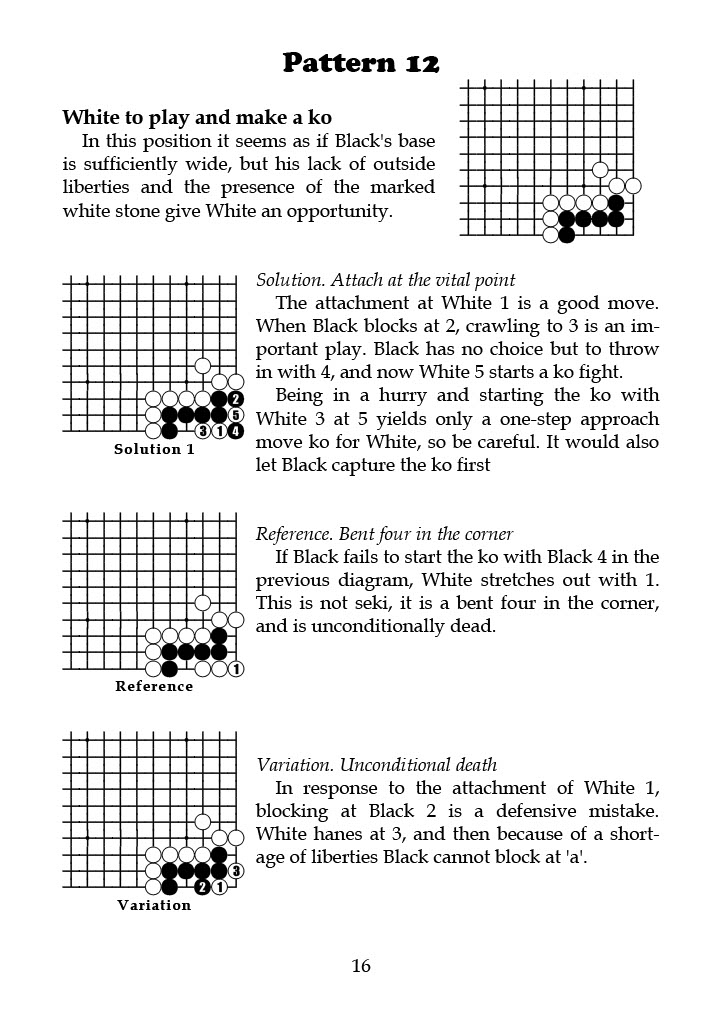 Pattern 12
White to play and make a ko
In this position it seems as if Black's base
is sufficiently wide, but his lack of outside
liberties and the presence of the marked
white stone give White an opportunity.
Solution. Attach at the vital point
The attachment at White 1 is a good move.
When Black blocks at 2, crawling to 3 is an im-
portant play. Black has no choice but to throw
in with 4, and now White 5 starts a ko fight.
Being in a hurry and starting the ko with
White 3 at 5 yields only a one-step approach
move ko for White, so be careful. It would also
let Black capture the ko first
2
5
3 1 4
Solution 1
Reference. Bent four in the corner
If Black fails to start the ko with Black 4 in the
previous diagram, White stretches out with 1.
This is not seki, it is a bent four in the corner,
and is unconditionally dead.
1
Reference
Variation. Unconditional death
In response to the attachment of White 1,
blocking at Black 2 is a defensive mistake.
White hanes at 3, and then because of a short-
age of liberties Black cannot block at 'a'.
3
2 1
Variation
16